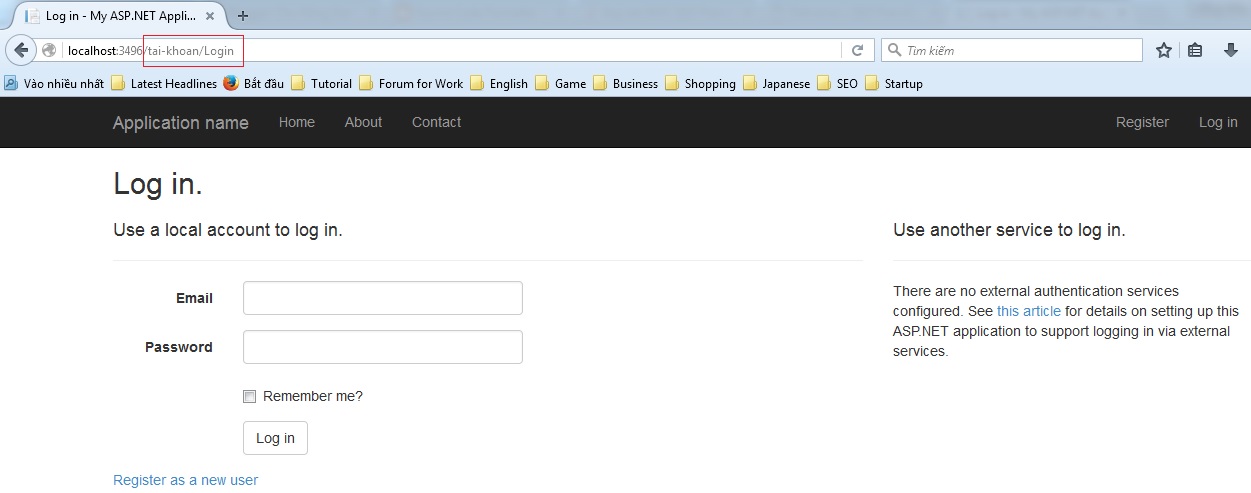 Log in - My ASP.NET Appli...
localhost:3496/tai-khoan/Login
Tìm kiếm
Vào nhiều nhất Latest Headlines Bắt đầu Tutorial Forum for Work English Game Business Shopping Japanese SEO Startup
Application name Home About Contact Register Log in
Log in.
Use a local account to log in.
Email
Password
Remember me?
Log in
Register as a new user
Use another service to log in.
There are no external authentication services
configured. See this article for details on setting up this
ASP.NET application to support logging in via external
services.